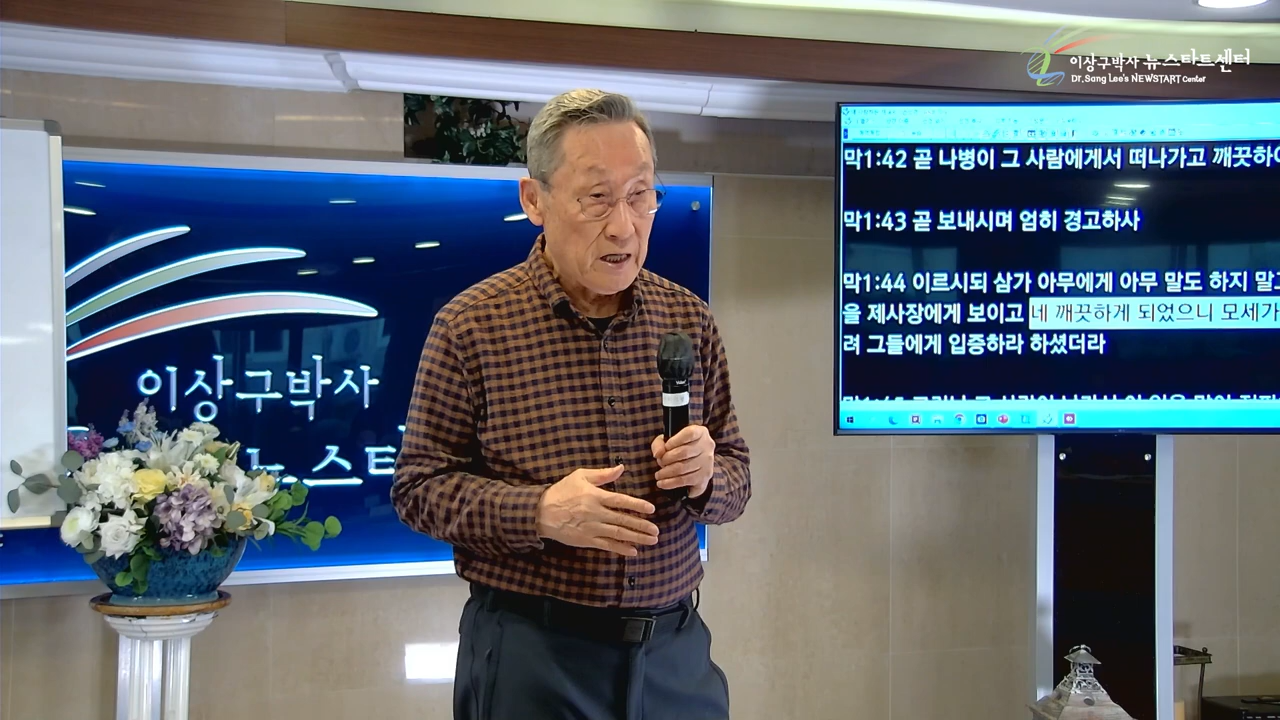 이상구박사 뉴스타트센터
Dr. Sang Lee's NEWSTART Center
막1:42 곧 나병이 그 사람에게서 떠나가고 깨끗하
막1:43 곧 보내시며 엄히 경고하사
막1:44 이르시되 삼가 아무에게 아무 말도 하지 말
을 제사장에게 보이고 네 깨끗하게 되었으니 모세가
려 그들에게 입증하라 하셨더라
이상구박사
뉴 스타